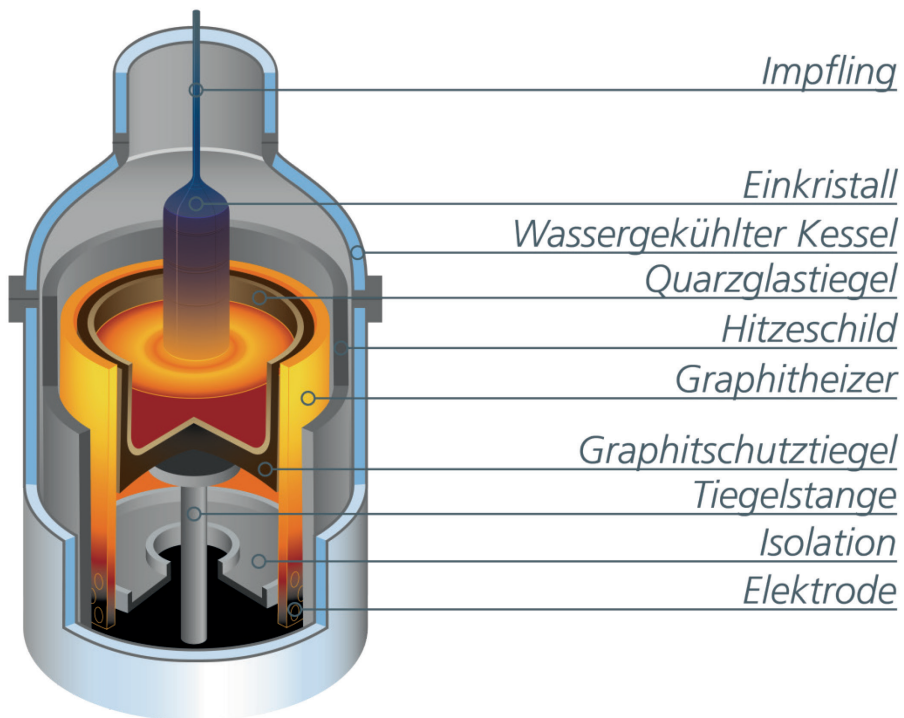 Impfling
Einkristall
Wassergekühlter Kessel
Quarzglastiegel
Hitzeschild
Graphitheizer
Graphitschutztiegel
Tiegelstange
Isolation
Elektrode